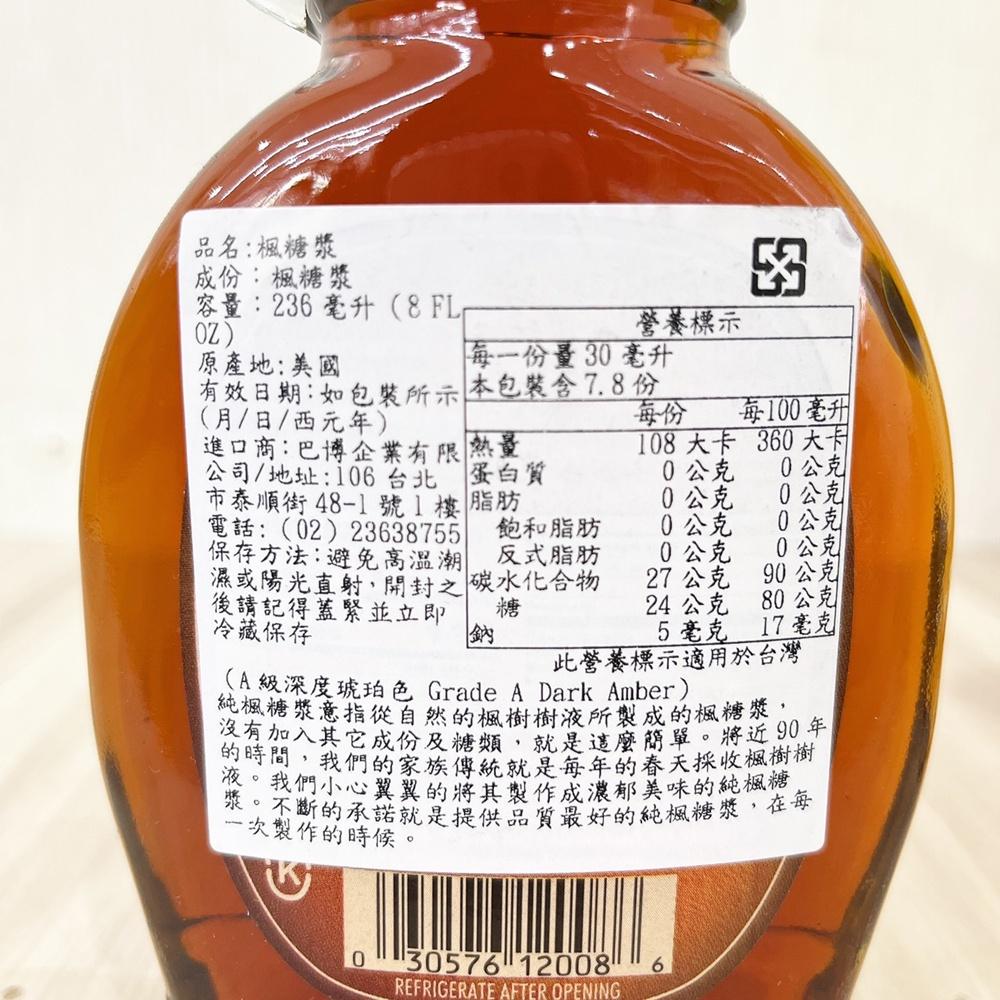 品名:楓糖漿
成份：楓糖漿
容量：236 毫升（8 FL
OZ）
原產地:美國
有效日期:如包裝所示
(月/日/西元年)
進口商:巴博企業有限
公司/地址:106 台北
市泰順街 48-1 號 1 樓
電話:（02）23638755
保存方法:避免高溫潮
濕或陽光直射，開封之
後請記得蓋緊並立即
冷藏保存
營養標示
每一份量 30 毫升
本包裝含 7.8 份
每份 每100 毫升
熱量 108 大卡 360 大卡
蛋白質 0 公克 0 公克
脂肪 0 公克 0 公克
飽和脂肪 0 公克 0 公克
反式脂肪 0 公克 0 公克
碳水化合物 27 公克 90 公克
糖 24 公克 80 公克
鈉 5 毫克 17 毫克
此營養標示適用於台灣
（A 級深度琥珀色 Grade A Dark Amber）
純楓糖漿意指從自然的楓樹樹液所製成的楓糖漿，
沒有加入其它成份及糖類，就是這麼簡單。將近 90 年
的時間，我們的家族傳統就是每年的春天採收楓樹樹
液。我們小心翼翼的將其製作成濃郁美味的純楓糖
漿。不斷的承諾就是提供品質最好的純楓糖漿，在每
一次製作的時候。
K
0 30576 12008 6
REFRIGERATE AFTER OPENING